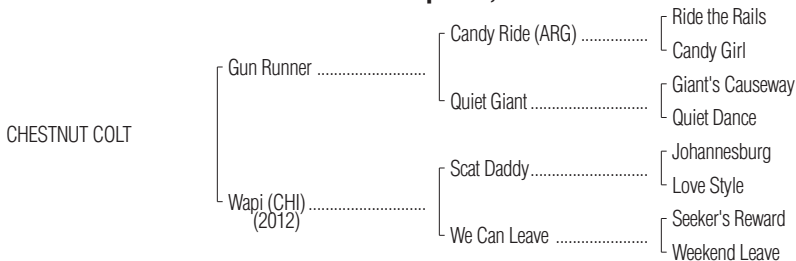 Ride the Rails
Candy Ride (ARG) ................
Candy Girl
Gun Runner ..........................
Giant's Causeway
Quiet Giant ............................
Quiet Dance
CHESTNUT COLT
Johannesburg
Scat Daddy............................
Love Style
Wapi (CHI) ............................
(2012)
Seeker's Reward
We Can Leave ......................
Weekend Leave